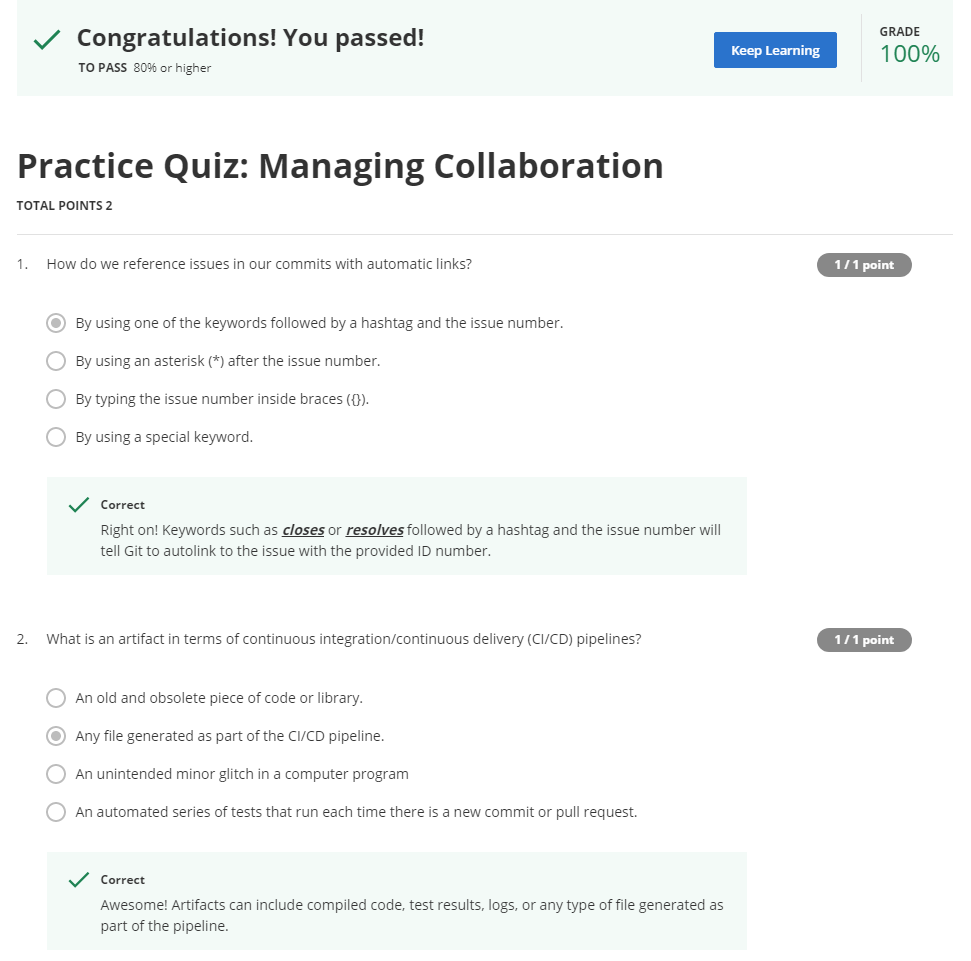 Congratulations! You passed!
TO PASS 80% or higher
Keep Learning
GRADE
100%
Practice Quiz: Managing Collaboration
TOTAL POINTS 2
1. How do we reference issues in our commits with automatic links?
1 / 1 point
By using one of the keywords followed by a hashtag and the issue number.
By using an asterisk (*) after the issue number.
By typing the issue number inside braces ({}).
By using a special keyword.
Correct
Right on! Keywords such as closes or resolves followed by a hashtag and the issue number will
tell Git to autolink to the issue with the provided ID number.
2. What is an artifact in terms of continuous integration/continuous delivery (CI/CD) pipelines?
1 / 1 point
An old and obsolete piece of code or library.
Any file generated as part of the CI/CD pipeline.
An unintended minor glitch in a computer program
An automated series of tests that run each time there is a new commit or pull request.
Correct
Awesome! Artifacts can include compiled code, test results, logs, or any type of file generated as
part of the pipeline.